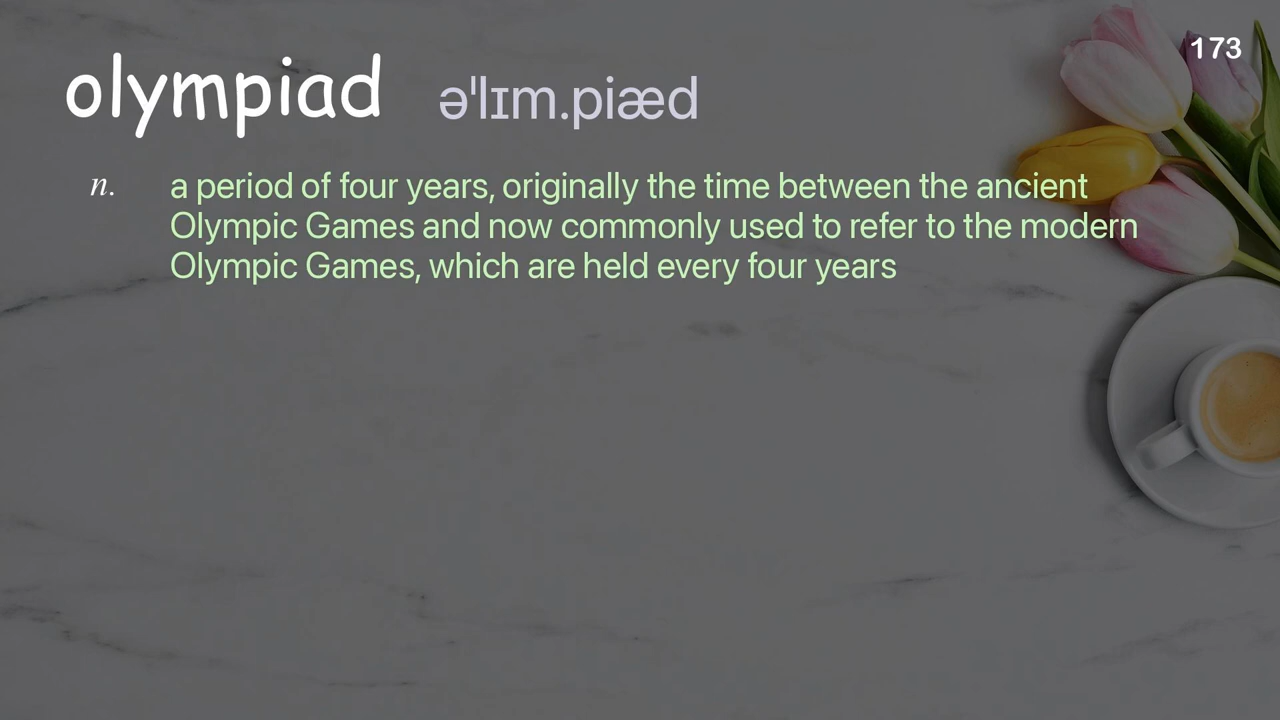 173
olympiad əˈlɪm.piæd
n. a period of four years, originally the time between the ancient
Olympic Games and now commonly used to refer to the modern
Olympic Games, which are held every four years